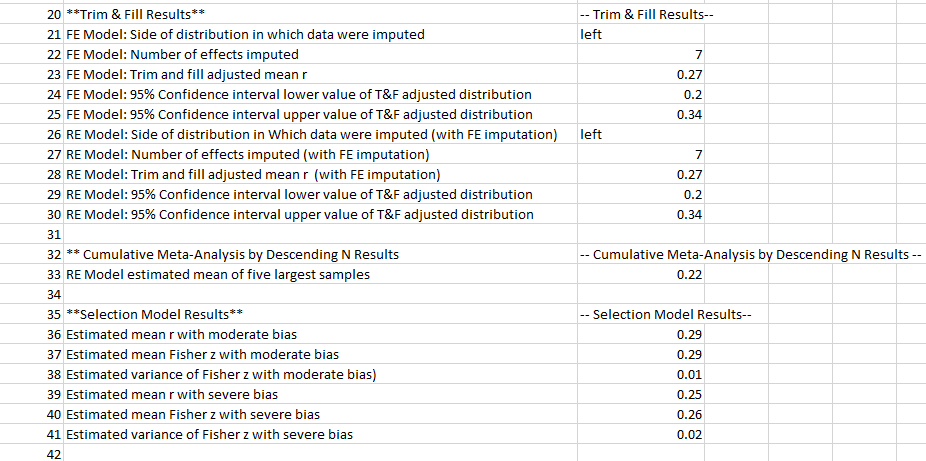 20 **Trim & Fill Results** -- Trim & Fill Results--
21 FE Model: Side of distribution in which data were imputed left
22 FE Model: Number of effects imputed 7
23 FE Model: Trim and fill adjusted mean r 0.27
24 FE Model: 95% Confidence interval lower value of T&F adjusted distribution 0.2
25 FE Model: 95% Confidence interval upper value of T&F adjusted distribution 0.34
26 RE Model: Side of distribution in Which data were imputed (with FE imputation) left
27 RE Model: Number of effects imputed (with FE imputation) 7
28 RE Model: Trim and fill adjusted mean r (with FE imputation) 0.27
29 RE Model: 95% Confidence interval lower value of T&F adjusted distribution 0.2
30 RE Model: 95% Confidence interval upper value of T&F adjusted distribution 0.34
31
32 ** Cumulative Meta-Analysis by Descending N Results -- Cumulative Meta-Analysis by Descending N Results --
33 RE Model estimated mean of five largest samples 0.22
34
35 **Selection Model Results** -- Selection Model Results--
36 Estimated mean r with moderate bias 0.29
37 Estimated mean Fisher z with moderate bias 0.29
38 Estimated variance of Fisher z with moderate bias) 0.01
39 Estimated mean r with severe bias 0.25
40 Estimated mean Fisher z with severe bias 0.26
41 Estimated variance of Fisher z with severe bias 0.02
42